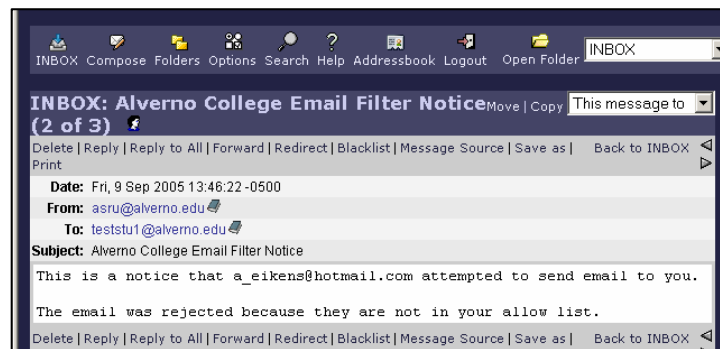 INBOX Compose Folders Options Search Help Addressbook Logout Open Folder INBOX
INBOX: Alverno College Email Filter Notice Move | Copy This message to
(2 of 3)
Delete | Reply | Reply to All | Forward | Redirect | Blacklist | Message Source | Save as | Back to INBOX
Print
Date: Fri, 9 Sep 2005 13:46:22 -0500
From: asru@alverno.edu
To: teststu1@alverno.edu
Subject: Alverno College Email Filter Notice
This is a notice that a_eikens@hotmail.com attempted to send email to you.
The email was rejected because they are not in your allow list.
Delete | Reply | Reply to All | Forward | Redirect | Blacklist | Message Source | Save as | Back to INBOX